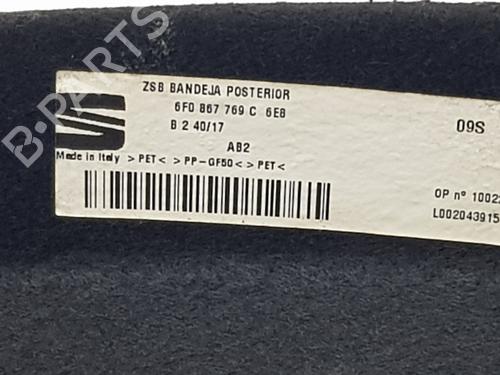 ZSB BANDEJA POSTERIOR
6F0 867 769 C 6E8
B 2 40/17
09S
AB2
Made in Italy >PET< >PP-GF50< >PET<
OP nº 1002
L002043915
B-PARTS